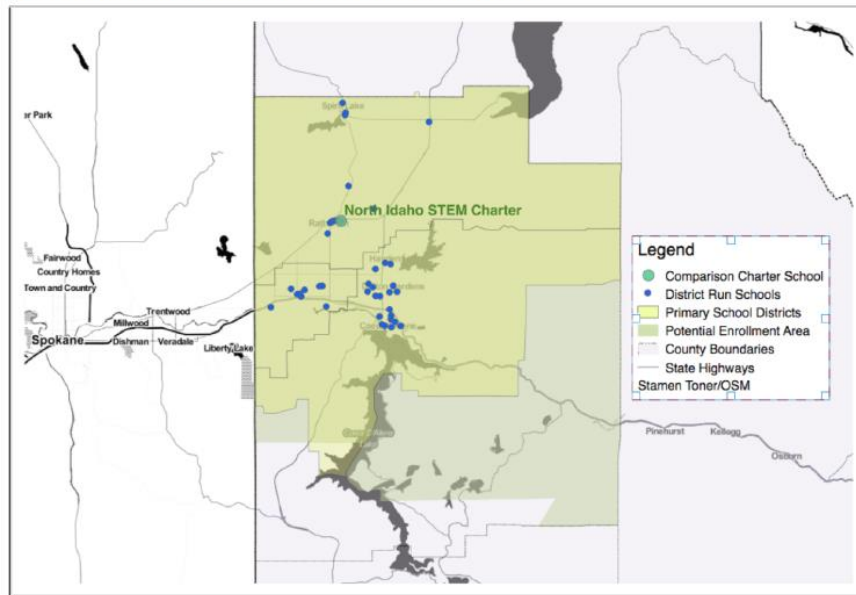 er Park
Spirit Lake
North Idaho STEM Charter
Fairwood
Country Homes
Town and Country
Trentwood
Millwood
Spokane
Dishman
Veradale
Liberty Lake
Legend
Comparison Charter School
District Run Schools
Primary School Districts
Potential Enrollment Area
County Boundaries
State Highways
Stamen Toner/OSM
Pinehurst
Kellogg
Osburn